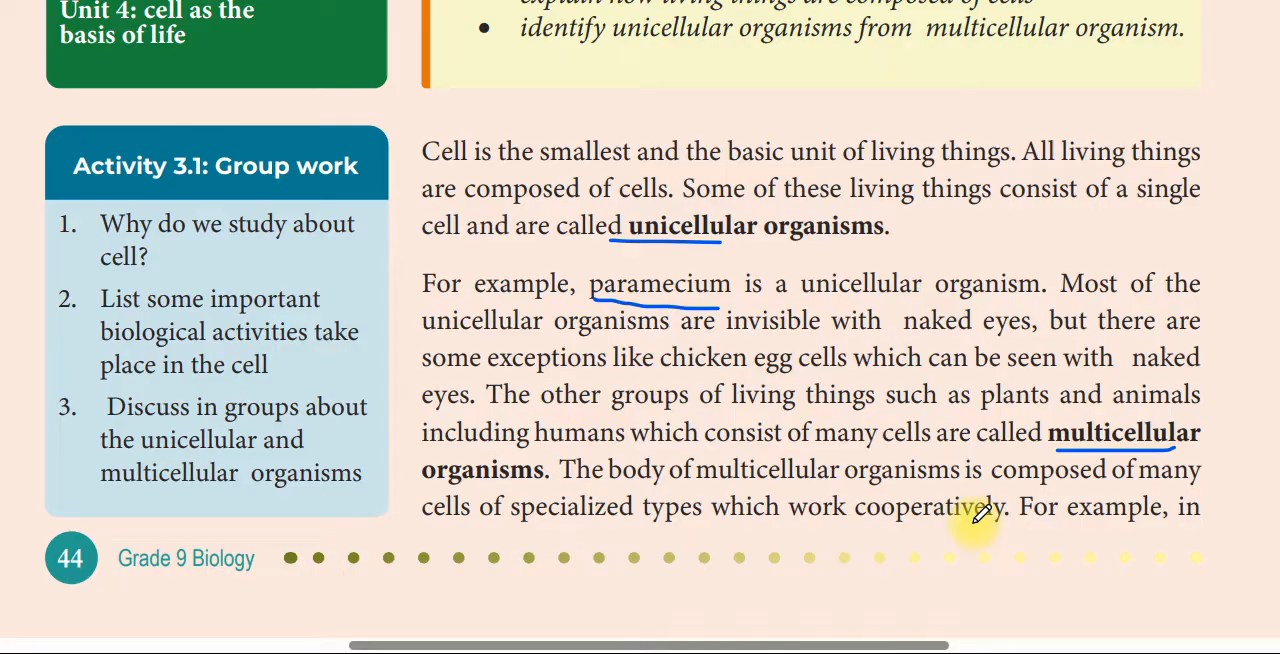 Unit 4: cell as the
basis of life
explain how living things are composed of cells
• identify unicellular organisms from multicellular organism.
Activity 3.1: Group work
1. Why do we study about
cell?
2. List some important
biological activities take
place in the cell
3. Discuss in groups about
the unicellular and
multicellular organisms
Cell is the smallest and the basic unit of living things. All living things
are composed of cells. Some of these living things consist of a single
cell and are called unicellular organisms.
For example, paramecium is a unicellular organism. Most of the
unicellular organisms are invisible with naked eyes, but there are
some exceptions like chicken egg cells which can be seen with naked
eyes. The other groups of living things such as plants and animals
including humans which consist of many cells are called multicellular
organisms. The body of multicellular organisms is composed of many
cells of specialized types which work cooperatively. For example, in
44 Grade 9 Biology